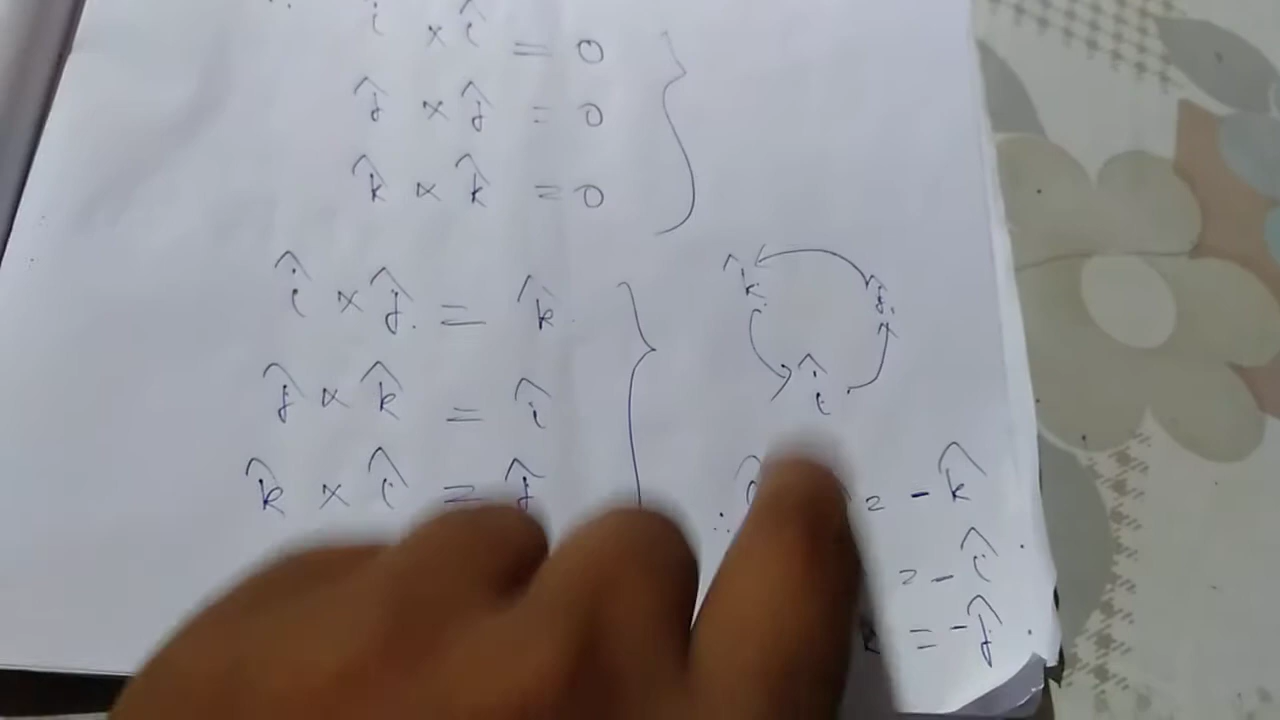 î × î = 0
ĵ × ĵ = 0
k̂ × k̂ = 0
î × ĵ = k̂
ĵ × k̂ = î
k̂ × î = ĵ
k̂
ĵ
î
∴ = - k̂
= - î
= - ĵ